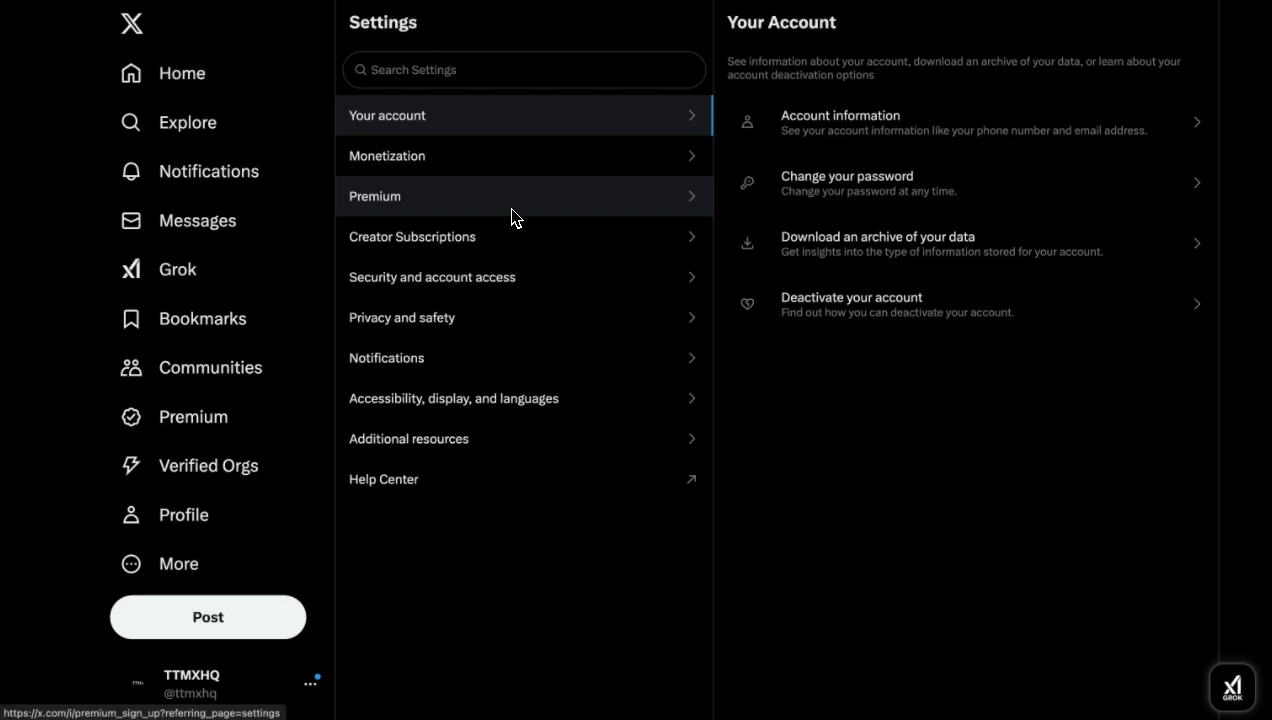 Home
Explore
Notifications
Messages
Grok
Bookmarks
Communities
Premium
Verified Orgs
Profile
More
Post
TTMXHQ
@ttmxhq
https://x.com/i/premium_sign_up?referring_page=settings
Settings
Search Settings
Your account
Monetization
Premium
Creator Subscriptions
Security and account access
Privacy and safety
Notifications
Accessibility, display, and languages
Additional resources
Help Center
Your Account
See information about your account, download an archive of your data, or learn about your
account deactivation options
Account information
See your account information like your phone number and email address.
Change your password
Change your password at any time.
Download an archive of your data
Get insights into the type of information stored for your account.
Deactivate your account
Find out how you can deactivate your account.
GROK